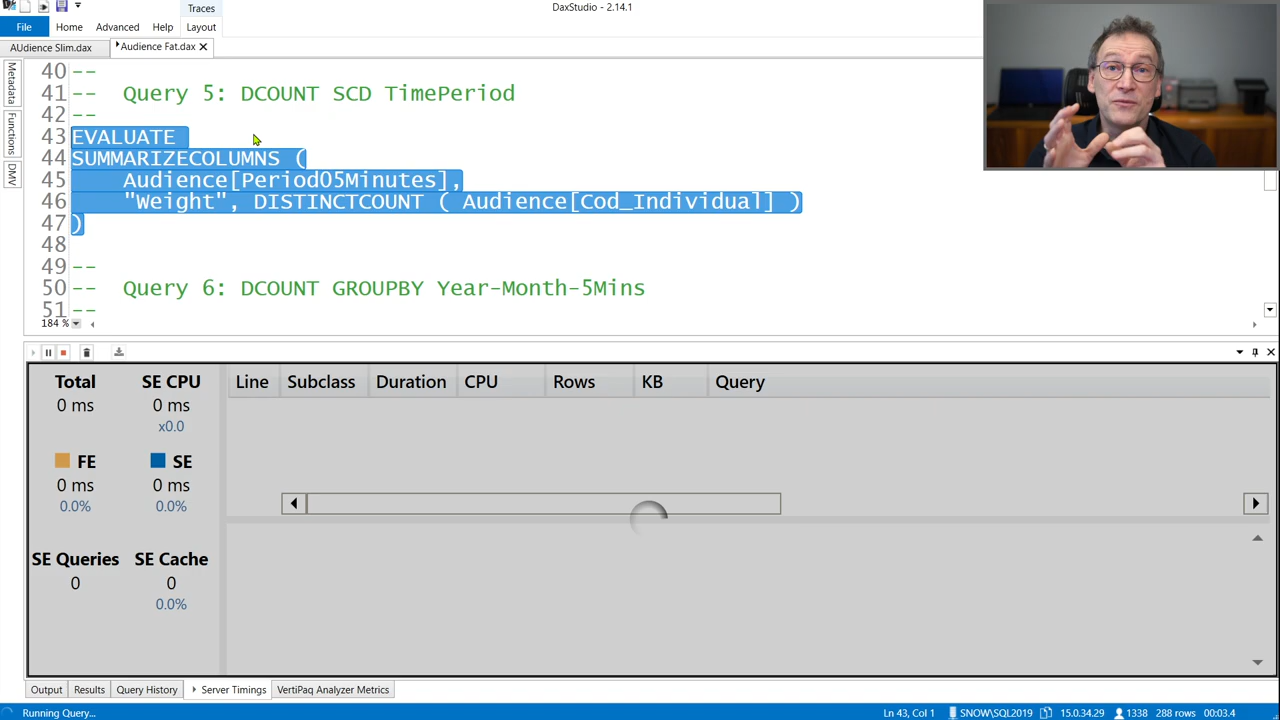 Traces
DaxStudio - 2.14.1
File Home Advanced Help Layout
AUdience Slim.dax Audience Fat.dax
Metadata
Functions
DMV
40 --
41 -- Query 5: DCOUNT SCD TimePeriod
42 --
43 EVALUATE
44 SUMMARIZECOLUMNS (
45 Audience[Period05Minutes],
46 "Weight", DISTINCTCOUNT ( Audience[Cod_Individual] )
47 )
48
49 --
50 -- Query 6: DCOUNT GROUPBY Year-Month-5Mins
51 --
184 %
Total SE CPU
0 ms 0 ms
x0.0
FE SE
0 ms 0 ms
0.0% 0.0%
SE Queries SE Cache
0 0
0.0%
Line Subclass Duration CPU Rows KB Query
Output Results Query History Server Timings VertiPaq Analyzer Metrics
Running Query... Ln 43, Col 1 SNOW\SQL2019 15.0.34.29 1338 288 rows 00:03.4